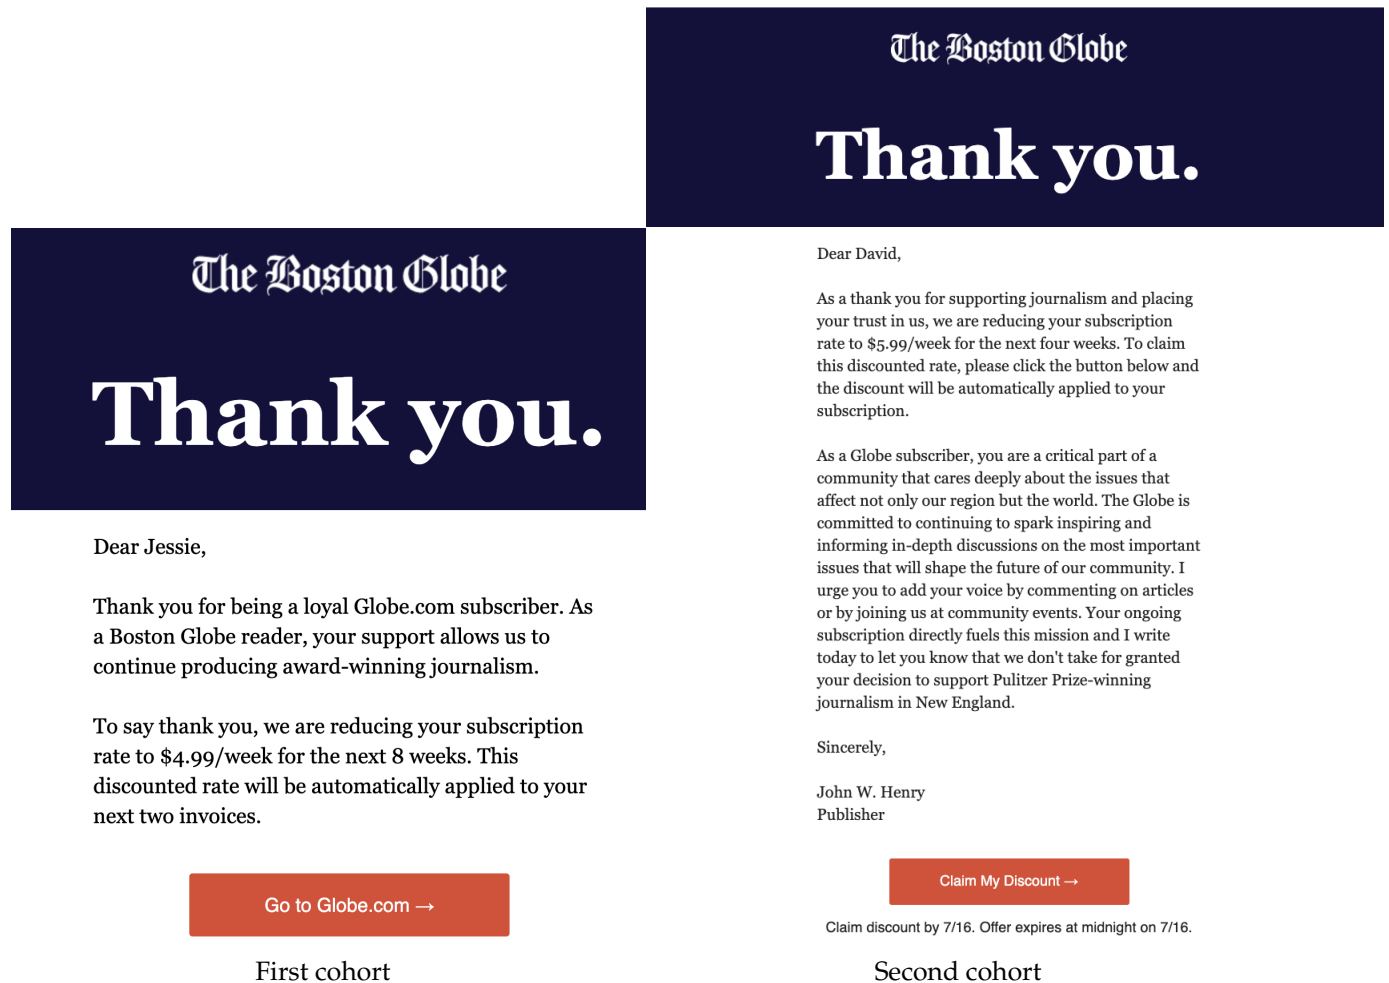 The Boston Globe
Thank you.
Dear Jessie,
Thank you for being a loyal Globe.com subscriber. As
a Boston Globe reader, your support allows us to
continue producing award-winning journalism.
To say thank you, we are reducing your subscription
rate to $4.99/week for the next 8 weeks. This
discounted rate will be automatically applied to your
next two invoices.
Go to Globe.com →
First cohort
The Boston Globe
Thank you.
Dear David,
As a thank you for supporting journalism and placing
your trust in us, we are reducing your subscription
rate to $5.99/week for the next four weeks. To claim
this discounted rate, please click the button below and
the discount will be automatically applied to your
subscription.
As a Globe subscriber, you are a critical part of a
community that cares deeply about the issues that
affect not only our region but the world. The Globe is
committed to continuing to spark inspiring and
informing in-depth discussions on the most important
issues that will shape the future of our community. I
urge you to add your voice by commenting on articles
or by joining us at community events. Your ongoing
subscription directly fuels this mission and I write
today to let you know that we don't take for granted
your decision to support Pulitzer Prize-winning
journalism in New England.
Sincerely,
John W. Henry
Publisher
Claim My Discount →
Claim discount by 7/16. Offer expires at midnight on 7/16.
Second cohort